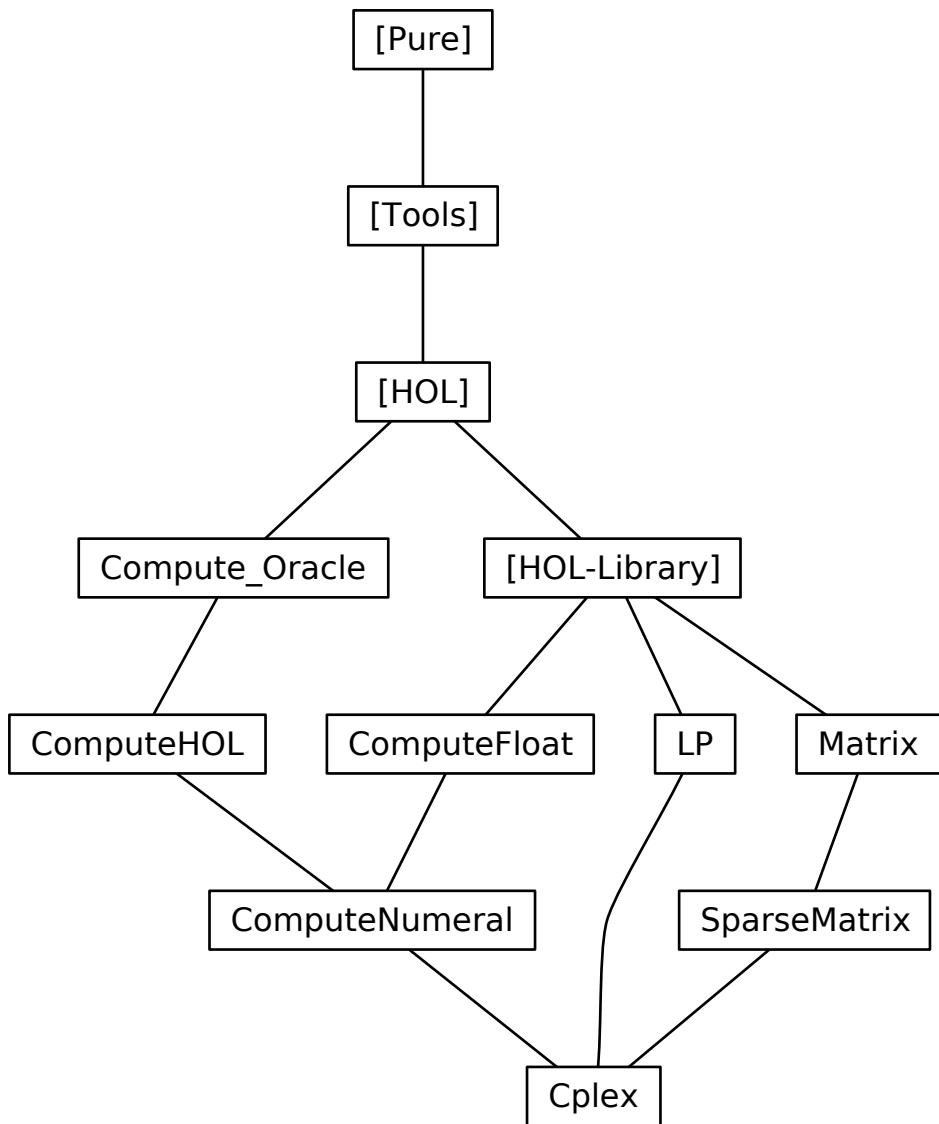 [Pure]
[Tools]
[HOL]
Compute_Oracle
[HOL-Library]
ComputeHOL
ComputeFloat
LP
Matrix
ComputeNumeral
SparseMatrix
Cplex